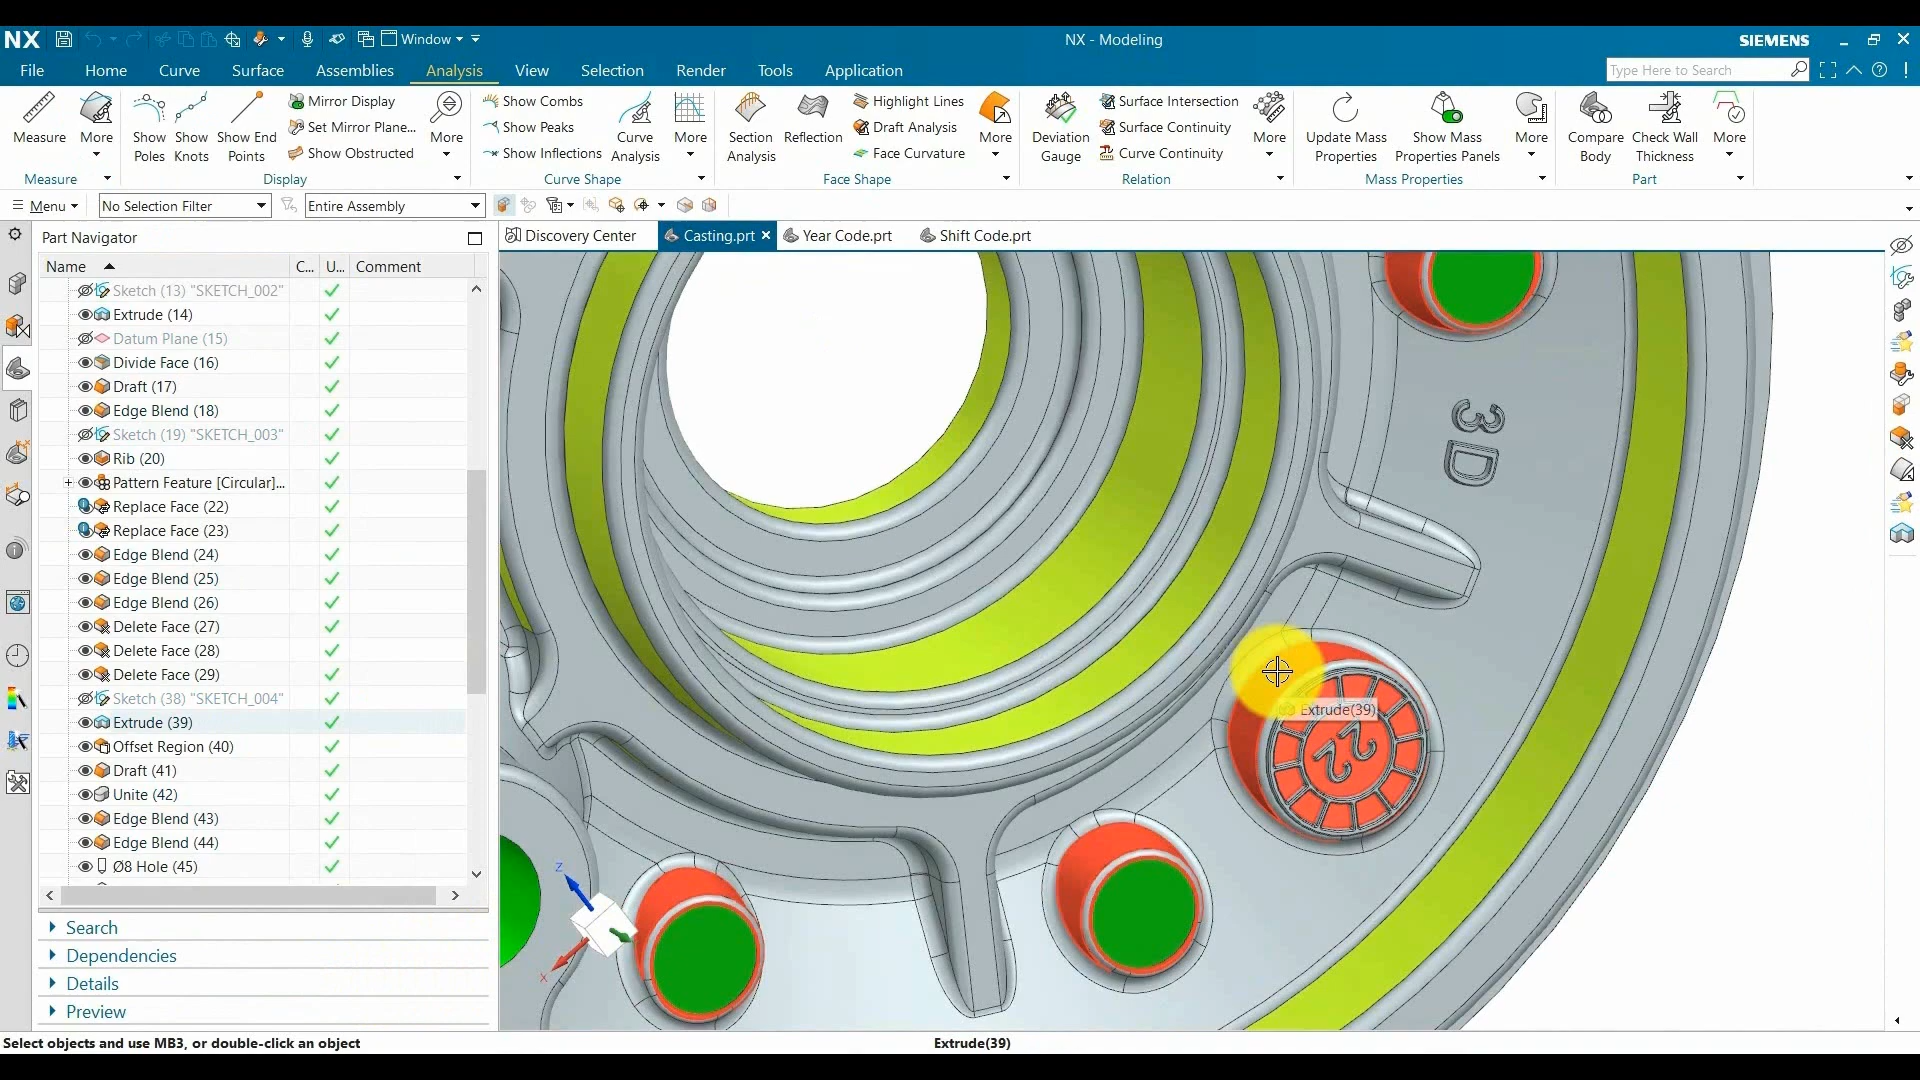 NX Window NX - Modeling SIEMENS
File Home Curve Surface Assemblies Analysis View Selection Render Tools Application Type Here to Search
Measure More Show Poles Show Knots Show End Points Mirror Display Set Mirror Plane... Show Obstructed More Show Combs Show Peaks Show Inflections Curve Analysis More Section Analysis Reflection Highlight Lines Draft Analysis Face Curvature More Deviation Gauge Surface Intersection Surface Continuity Curve Continuity More Update Mass Properties Show Mass Properties Panels More Compare Body Check Wall Thickness More
Measure Display Curve Shape Face Shape Relation Mass Properties Part
Menu No Selection Filter Entire Assembly
Part Navigator Discovery Center Casting.prt Year Code.prt Shift Code.prt
Name C... U... Comment
Sketch (13) "SKETCH_002"
Extrude (14)
Datum Plane (15)
Divide Face (16)
Draft (17)
Edge Blend (18)
Sketch (19) "SKETCH_003"
Rib (20)
Pattern Feature [Circular]...
Replace Face (22)
Replace Face (23)
Edge Blend (24)
Edge Blend (25)
Edge Blend (26)
Delete Face (27)
Delete Face (28)
Delete Face (29)
Sketch (38) "SKETCH_004"
Extrude (39)
Offset Region (40)
Draft (41)
Unite (42)
Edge Blend (43)
Edge Blend (44)
Ø8 Hole (45)
Search
Dependencies
Details
Preview
3D
Extrude(39)
22
Z
X
Select objects and use MB3, or double-click an object Extrude(39)